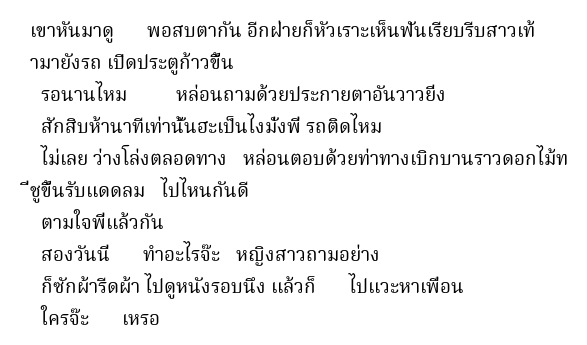 เขาหันมาดู พอสบตากัน อีกฝ่ายก็หัวเราะเห็นฟันเรียบรีบสาวเท้
ามายังรถ เปิดประตูก้าวขึ้น
รอนานไหม หล่อนถามด้วยประกายตาอันวาวยิ่ง
สักสิบห้านาทีเท่านั้นฮะเป็นไงมั่งพี่ รถติดไหม
ไม่เลย ว่างโล่งตลอดทาง หล่อนตอบด้วยท่าทางเบิกบานราวดอกไม้ท
ี่ชูขึ้นรับแดดลม ไปไหนกันดี
ตามใจพี่แล้วกัน
สองวันนี้ ทำอะไรจ๊ะ หญิงสาวถามอย่าง
ก็ซักผ้ารีดผ้า ไปดูหนังรอบนึง แล้วก็ ไปแวะหาเพื่อน
ใครจ๊ะ เหรอ